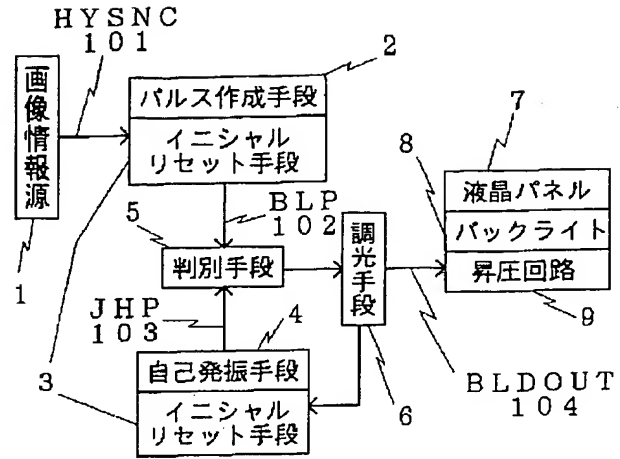 HYSNC
101
画像情報源
1
パルス作成手段
イニシャル
リセット手段
2
3
BLP
102
5
判別手段
JHP
103
4
自己発振手段
イニシャル
リセット手段
調光手段
6
7
8
液晶パネル
バックライト
昇圧回路
9
BLDOUT
104